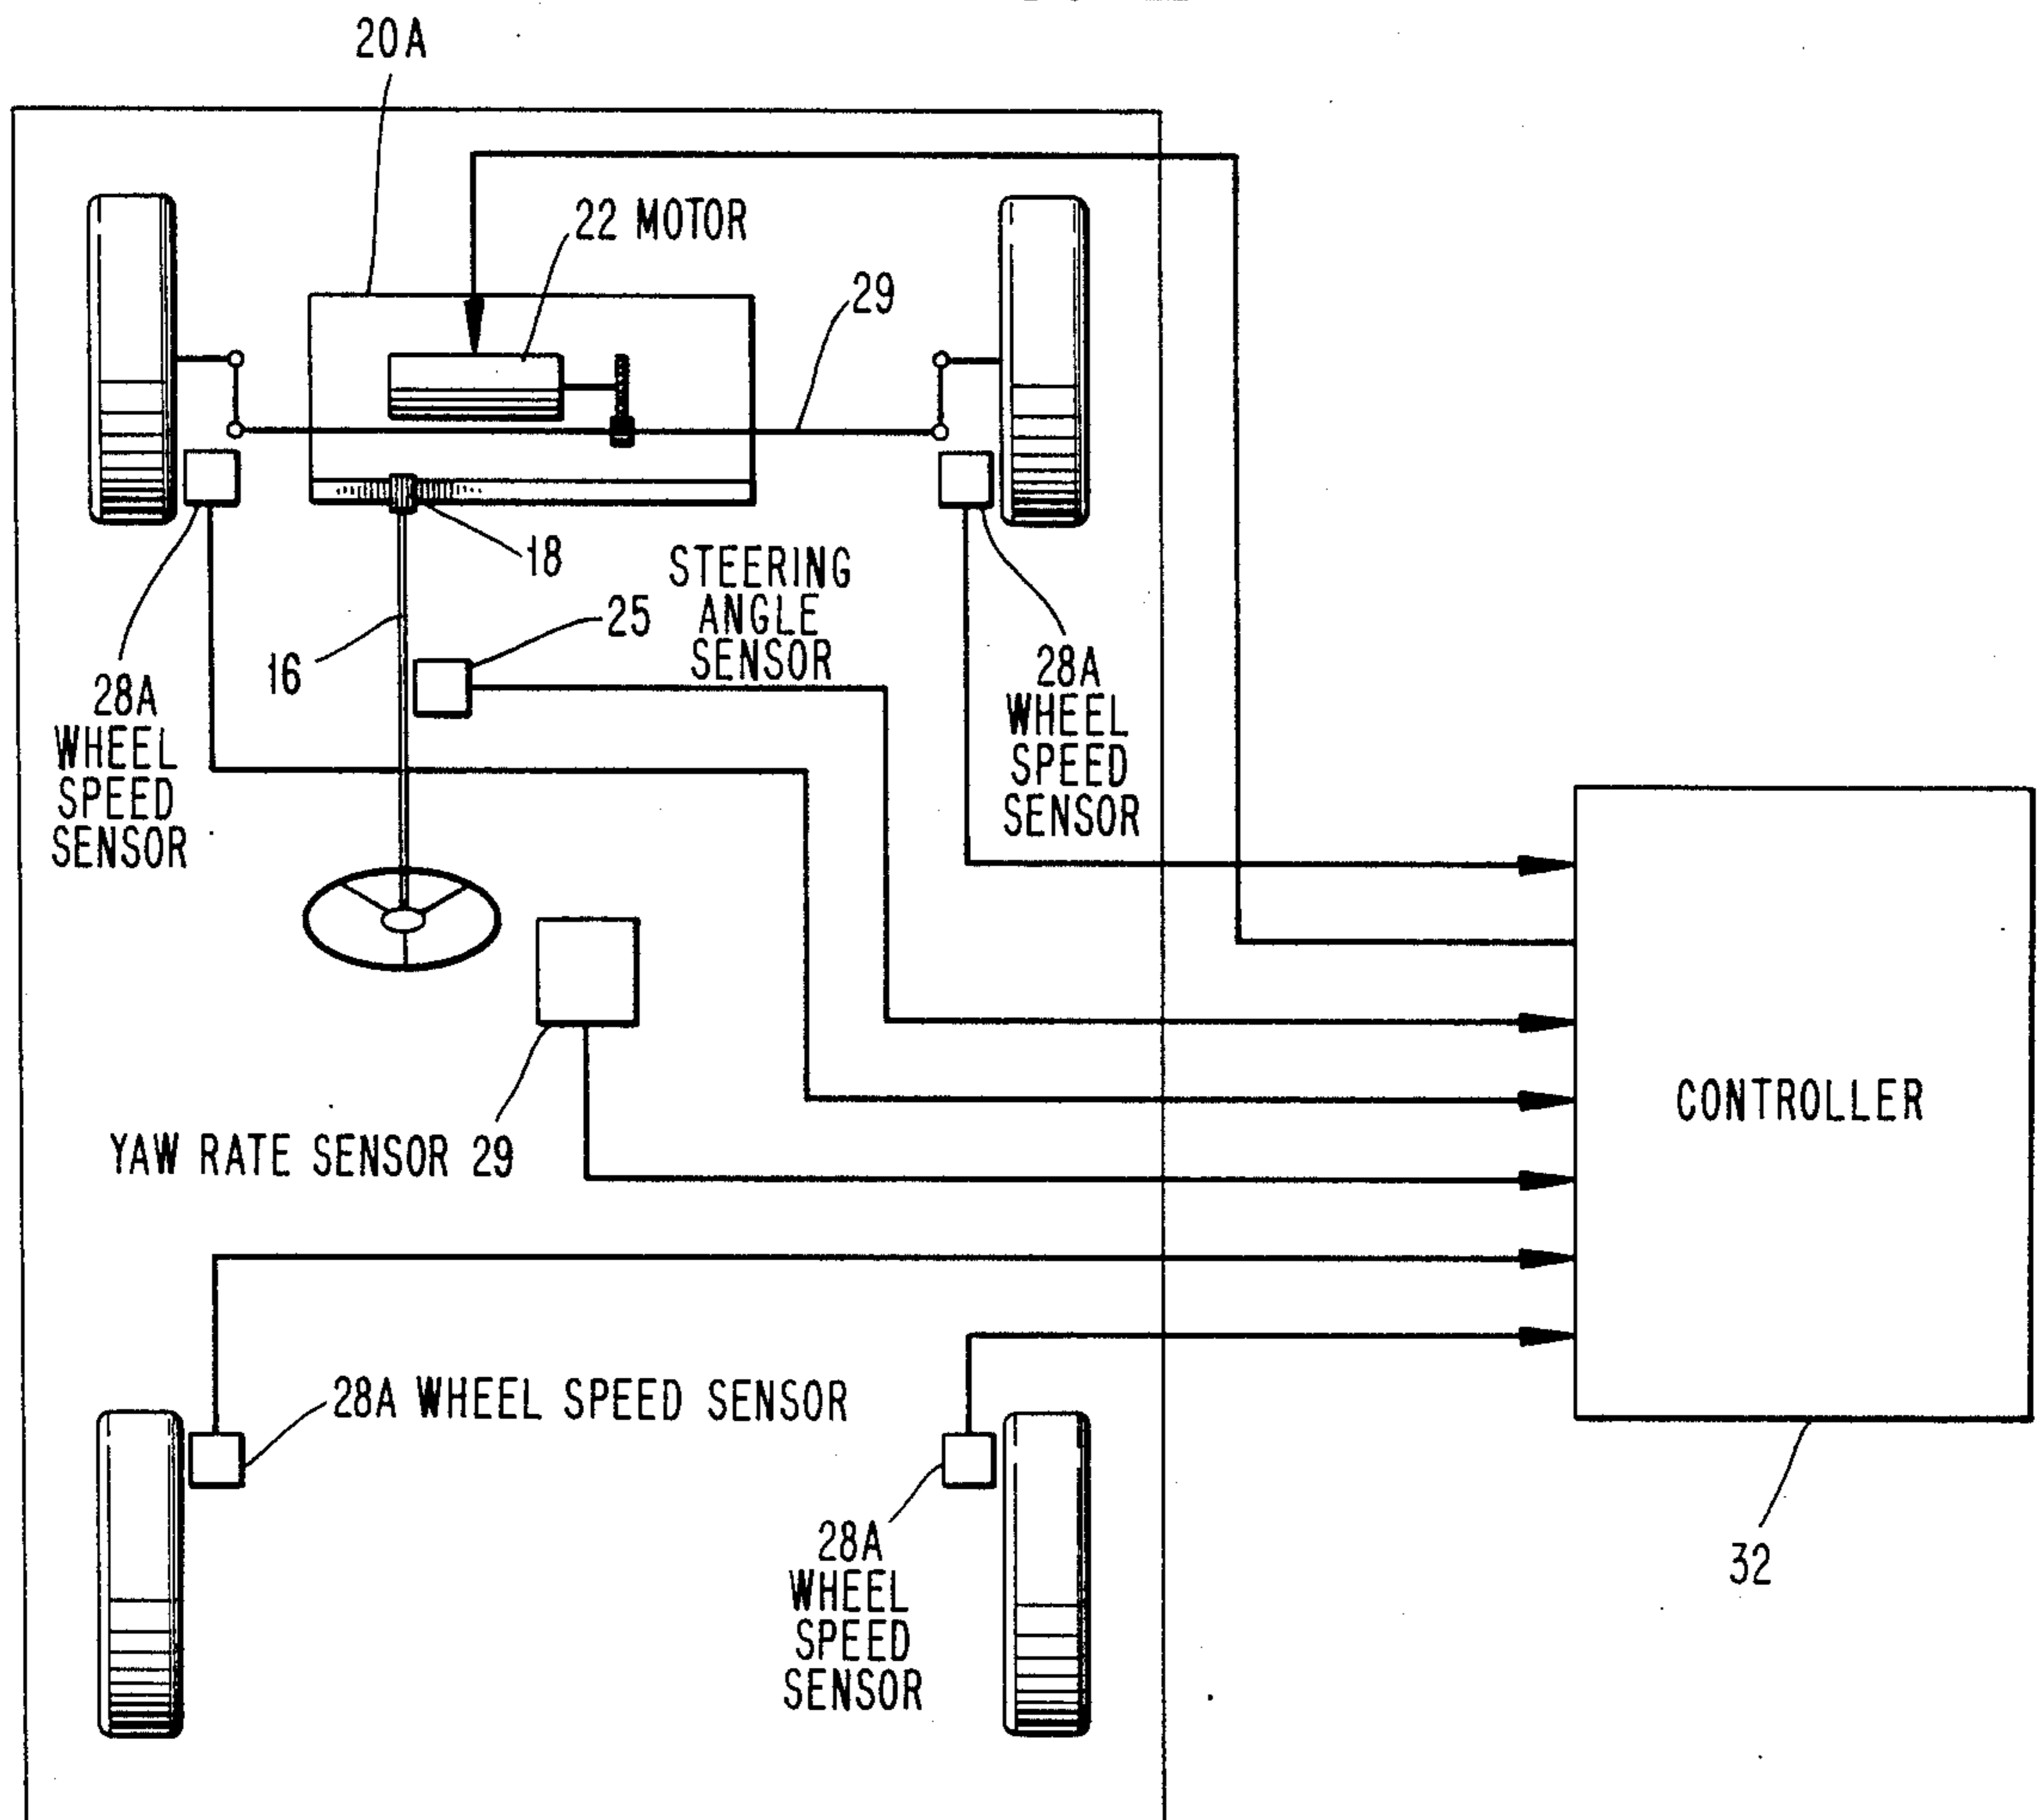 20A
22 MOTOR
29
18
STEERING
ANGLE
SENSOR
25
16
28A
WHEEL
SPEED
SENSOR
28A
WHEEL
SPEED
SENSOR
CONTROLLER
YAW RATE SENSOR 29
28A WHEEL SPEED SENSOR
28A
WHEEL
SPEED
SENSOR
32